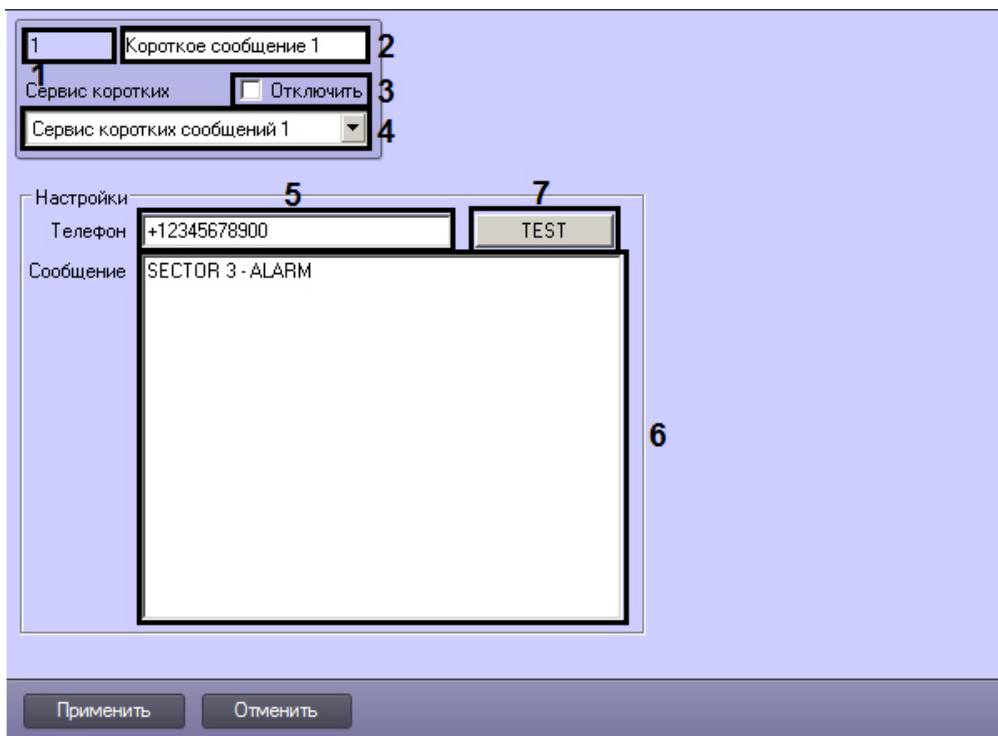 1 Короткое сообщение 1 2
1
Сервис коротких Отключить 3
Сервис коротких сообщений 1 4
Настройки 5 7
Телефон +12345678900 TEST
Сообщение SECTOR 3 - ALARM
6
Применить Отменить